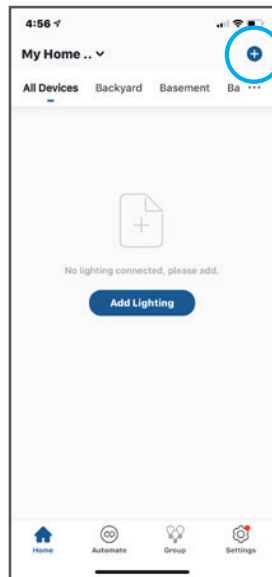 4:56
My Home ..
All Devices Backyard Basement Ba ...
No lighting connected, please add.
Add Lighting
Home Automate Group Settings